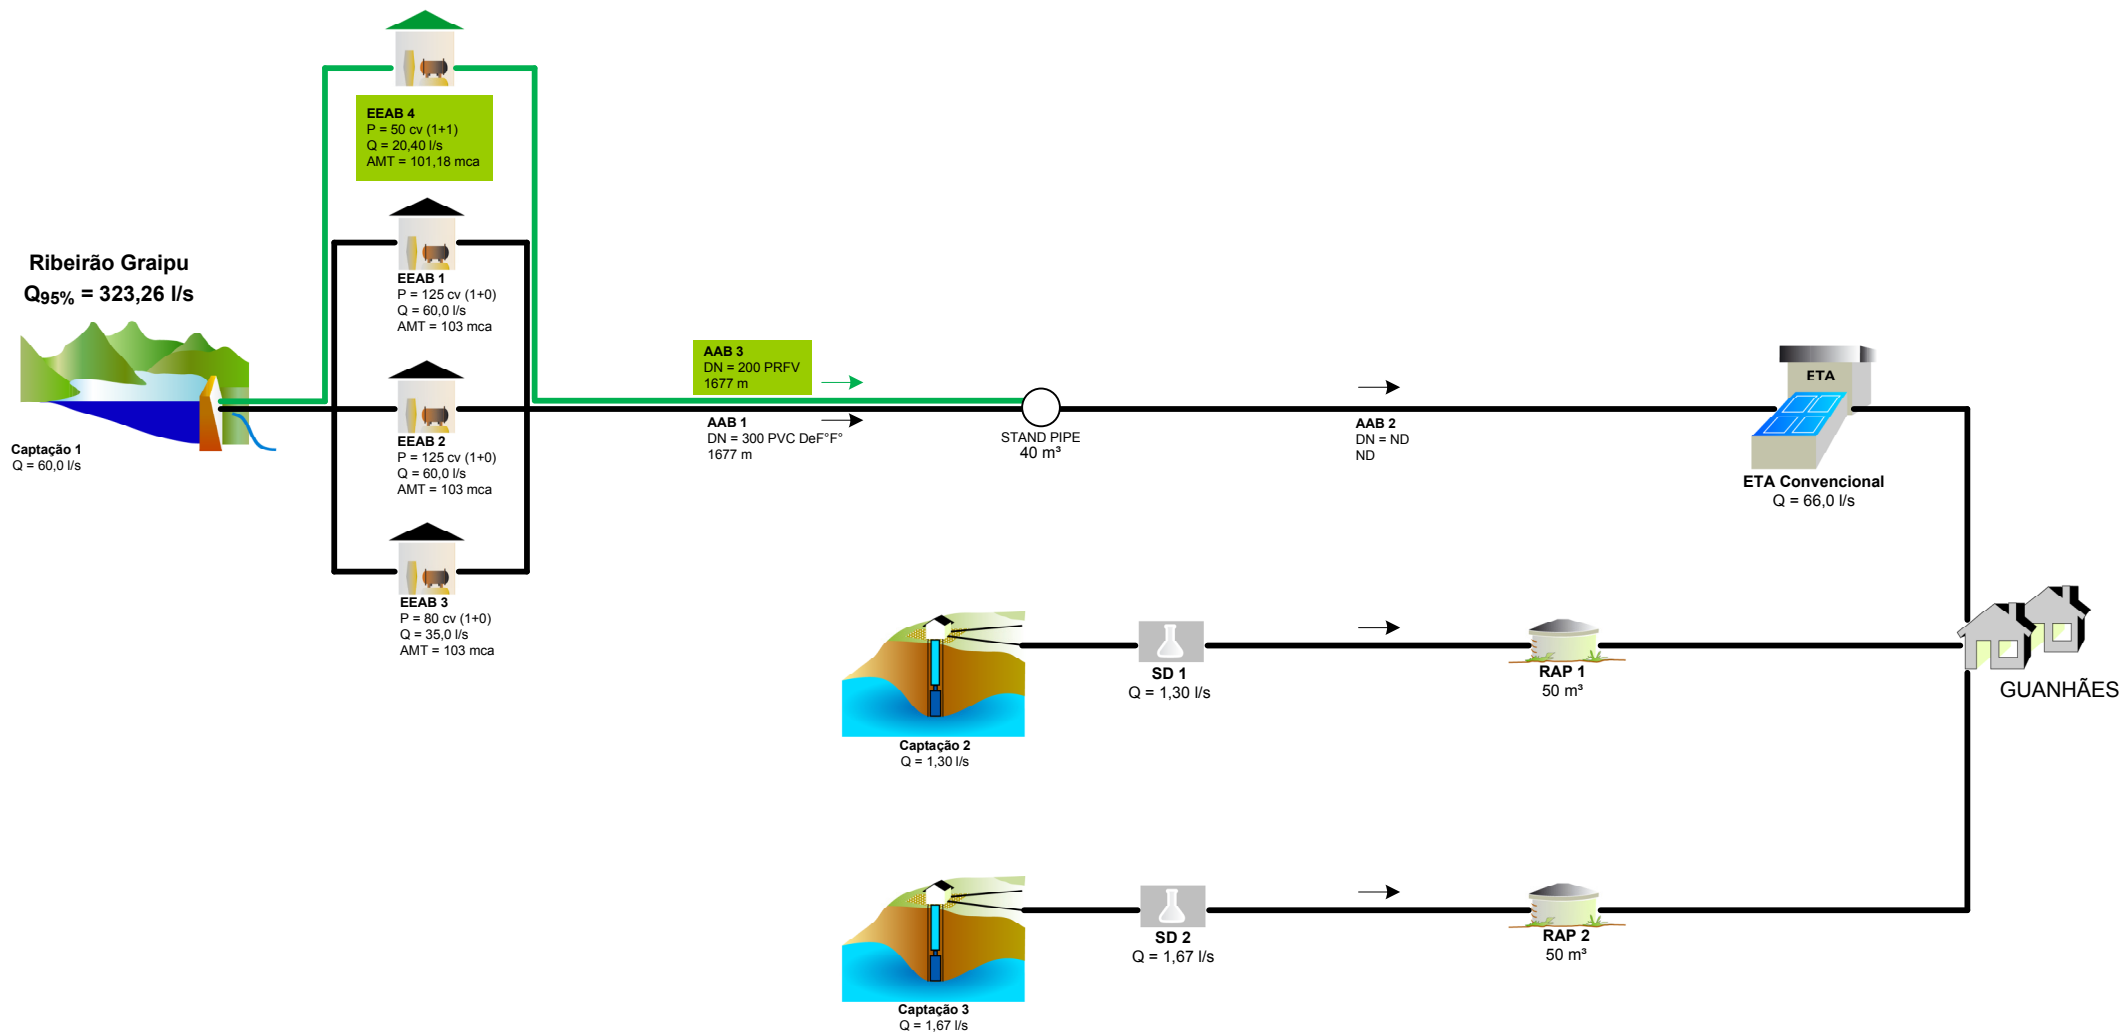 EEAB 4
P = 50 cv (1+1)
Q = 20,40 l/s
AMT = 101,18 mca
Ribeirão Graipu
Q95% = 323,26 l/s
Captação 1
Q = 60,0 l/s
EEAB 1
P = 125 cv (1+0)
Q = 60,0 l/s
AMT = 103 mca
EEAB 2
P = 125 cv (1+0)
Q = 60,0 l/s
AMT = 103 mca
EEAB 3
P = 80 cv (1+0)
Q = 35,0 l/s
AMT = 103 mca
AAB 3
DN = 200 PRFV
1677 m
AAB 1
DN = 300 PVC DeF°F°
1677 m
STAND PIPE
40 m³
AAB 2
DN = ND
ND
ETA
ETA Convencional
Q = 66,0 l/s
Captação 2
Q = 1,30 l/s
SD 1
Q = 1,30 l/s
RAP 1
50 m³
GUANHÃES
Captação 3
Q = 1,67 l/s
SD 2
Q = 1,67 l/s
RAP 2
50 m³